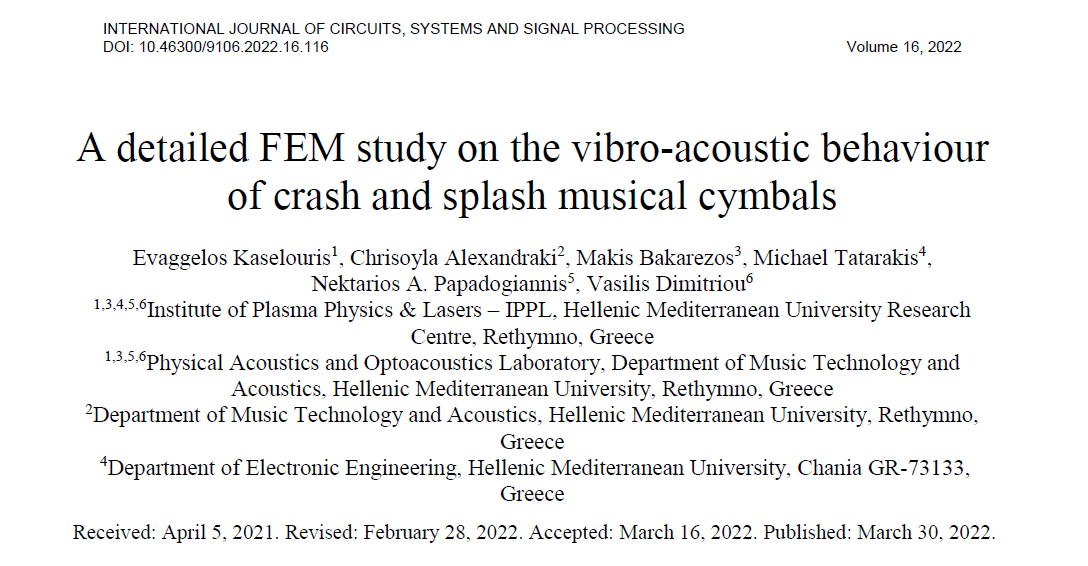 INTERNATIONAL JOURNAL OF CIRCUITS, SYSTEMS AND SIGNAL PROCESSING
DOI: 10.46300/9106.2022.16.116 Volume 16, 2022
A detailed FEM study on the vibro-acoustic behaviour
of crash and splash musical cymbals
Evaggelos Kaselouris¹, Chrisoyla Alexandraki², Makis Bakarezos³, Michael Tatarakis⁴,
Nektarios A. Papadogiannis⁵, Vasilis Dimitriou⁶
¹,³,⁴,⁵,⁶Institute of Plasma Physics & Lasers – IPPL, Hellenic Mediterranean University Research
Centre, Rethymno, Greece
¹,³,⁵,⁶Physical Acoustics and Optoacoustics Laboratory, Department of Music Technology and
Acoustics, Hellenic Mediterranean University, Rethymno, Greece
²Department of Music Technology and Acoustics, Hellenic Mediterranean University, Rethymno,
Greece
⁴Department of Electronic Engineering, Hellenic Mediterranean University, Chania GR-73133,
Greece
Received: April 5, 2021. Revised: February 28, 2022. Accepted: March 16, 2022. Published: March 30, 2022.